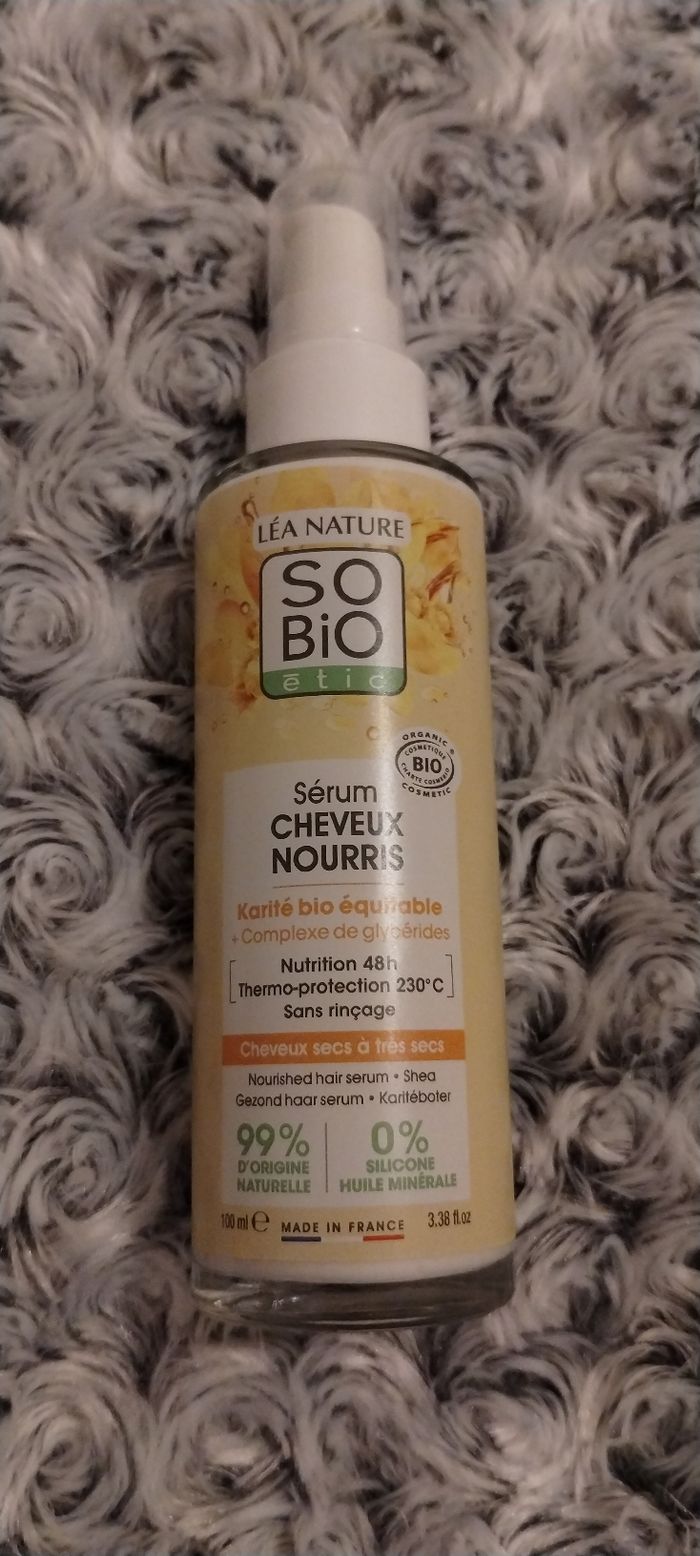 LÉA NATURE
SO
BiO
ētic
ORGANIC
COSMETIQUE
BIO
CHARTE COSMEBIO
COSMETIC
Sérum
CHEVEUX
NOURRIS
Karité bio équitable
+ Complexe de glycérides
Nutrition 48h
Thermo-protection 230°C
Sans rinçage
Cheveux secs à très secs
Nourished hair serum • Shea
Gezond haar serum • Karitéboter
99% 0%
D'ORIGINE SILICONE
NATURELLE HUILE MINÉRALE
100 ml ℮ MADE IN FRANCE 3.38 fl.oz